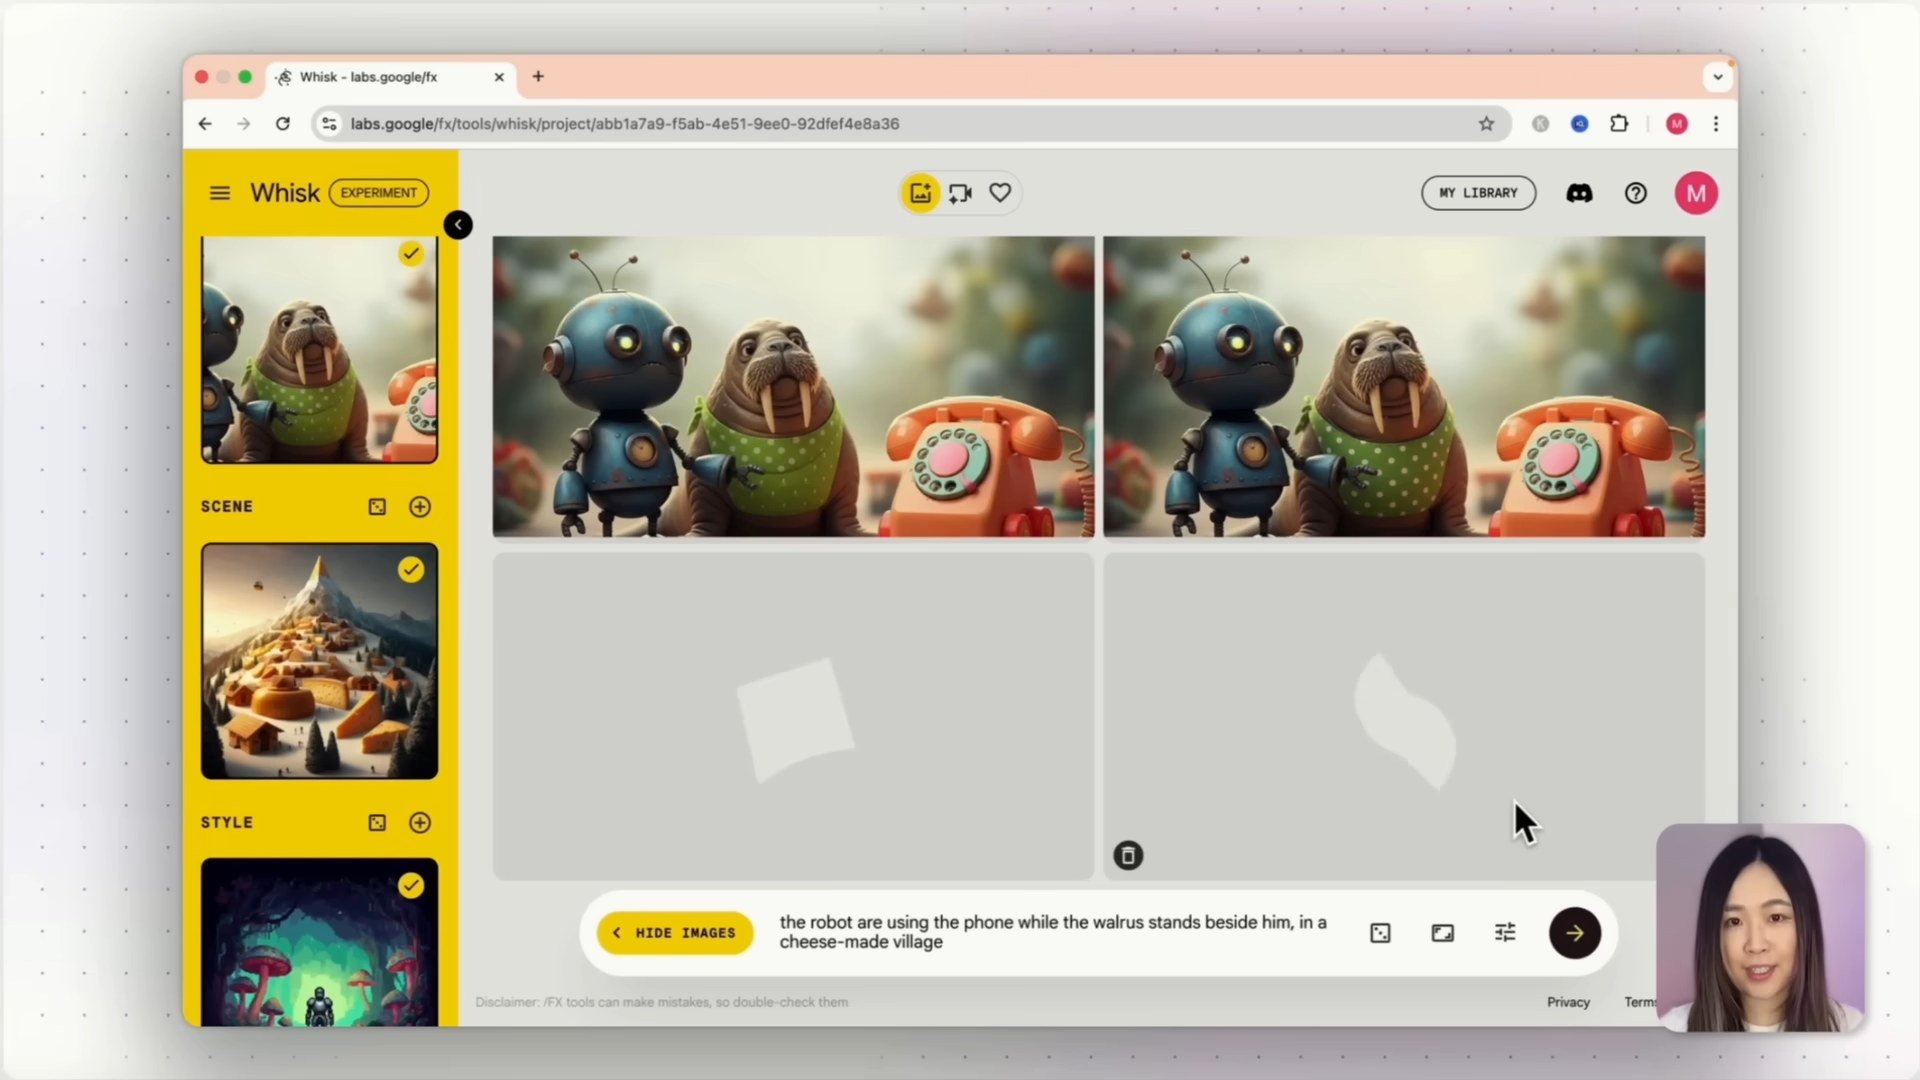 Whisk - labs.google/fx
labs.google/fx/tools/whisk/project/abb1a7a9-f5ab-4e51-9ee0-92dfef4e8a36
M
Whisk EXPERIMENT
MY LIBRARY
M
SCENE
STYLE
HIDE IMAGES
the robot are using the phone while the walrus stands beside him, in a
cheese-made village
Disclaimer: /FX tools can make mistakes, so double-check them
Privacy
Terms